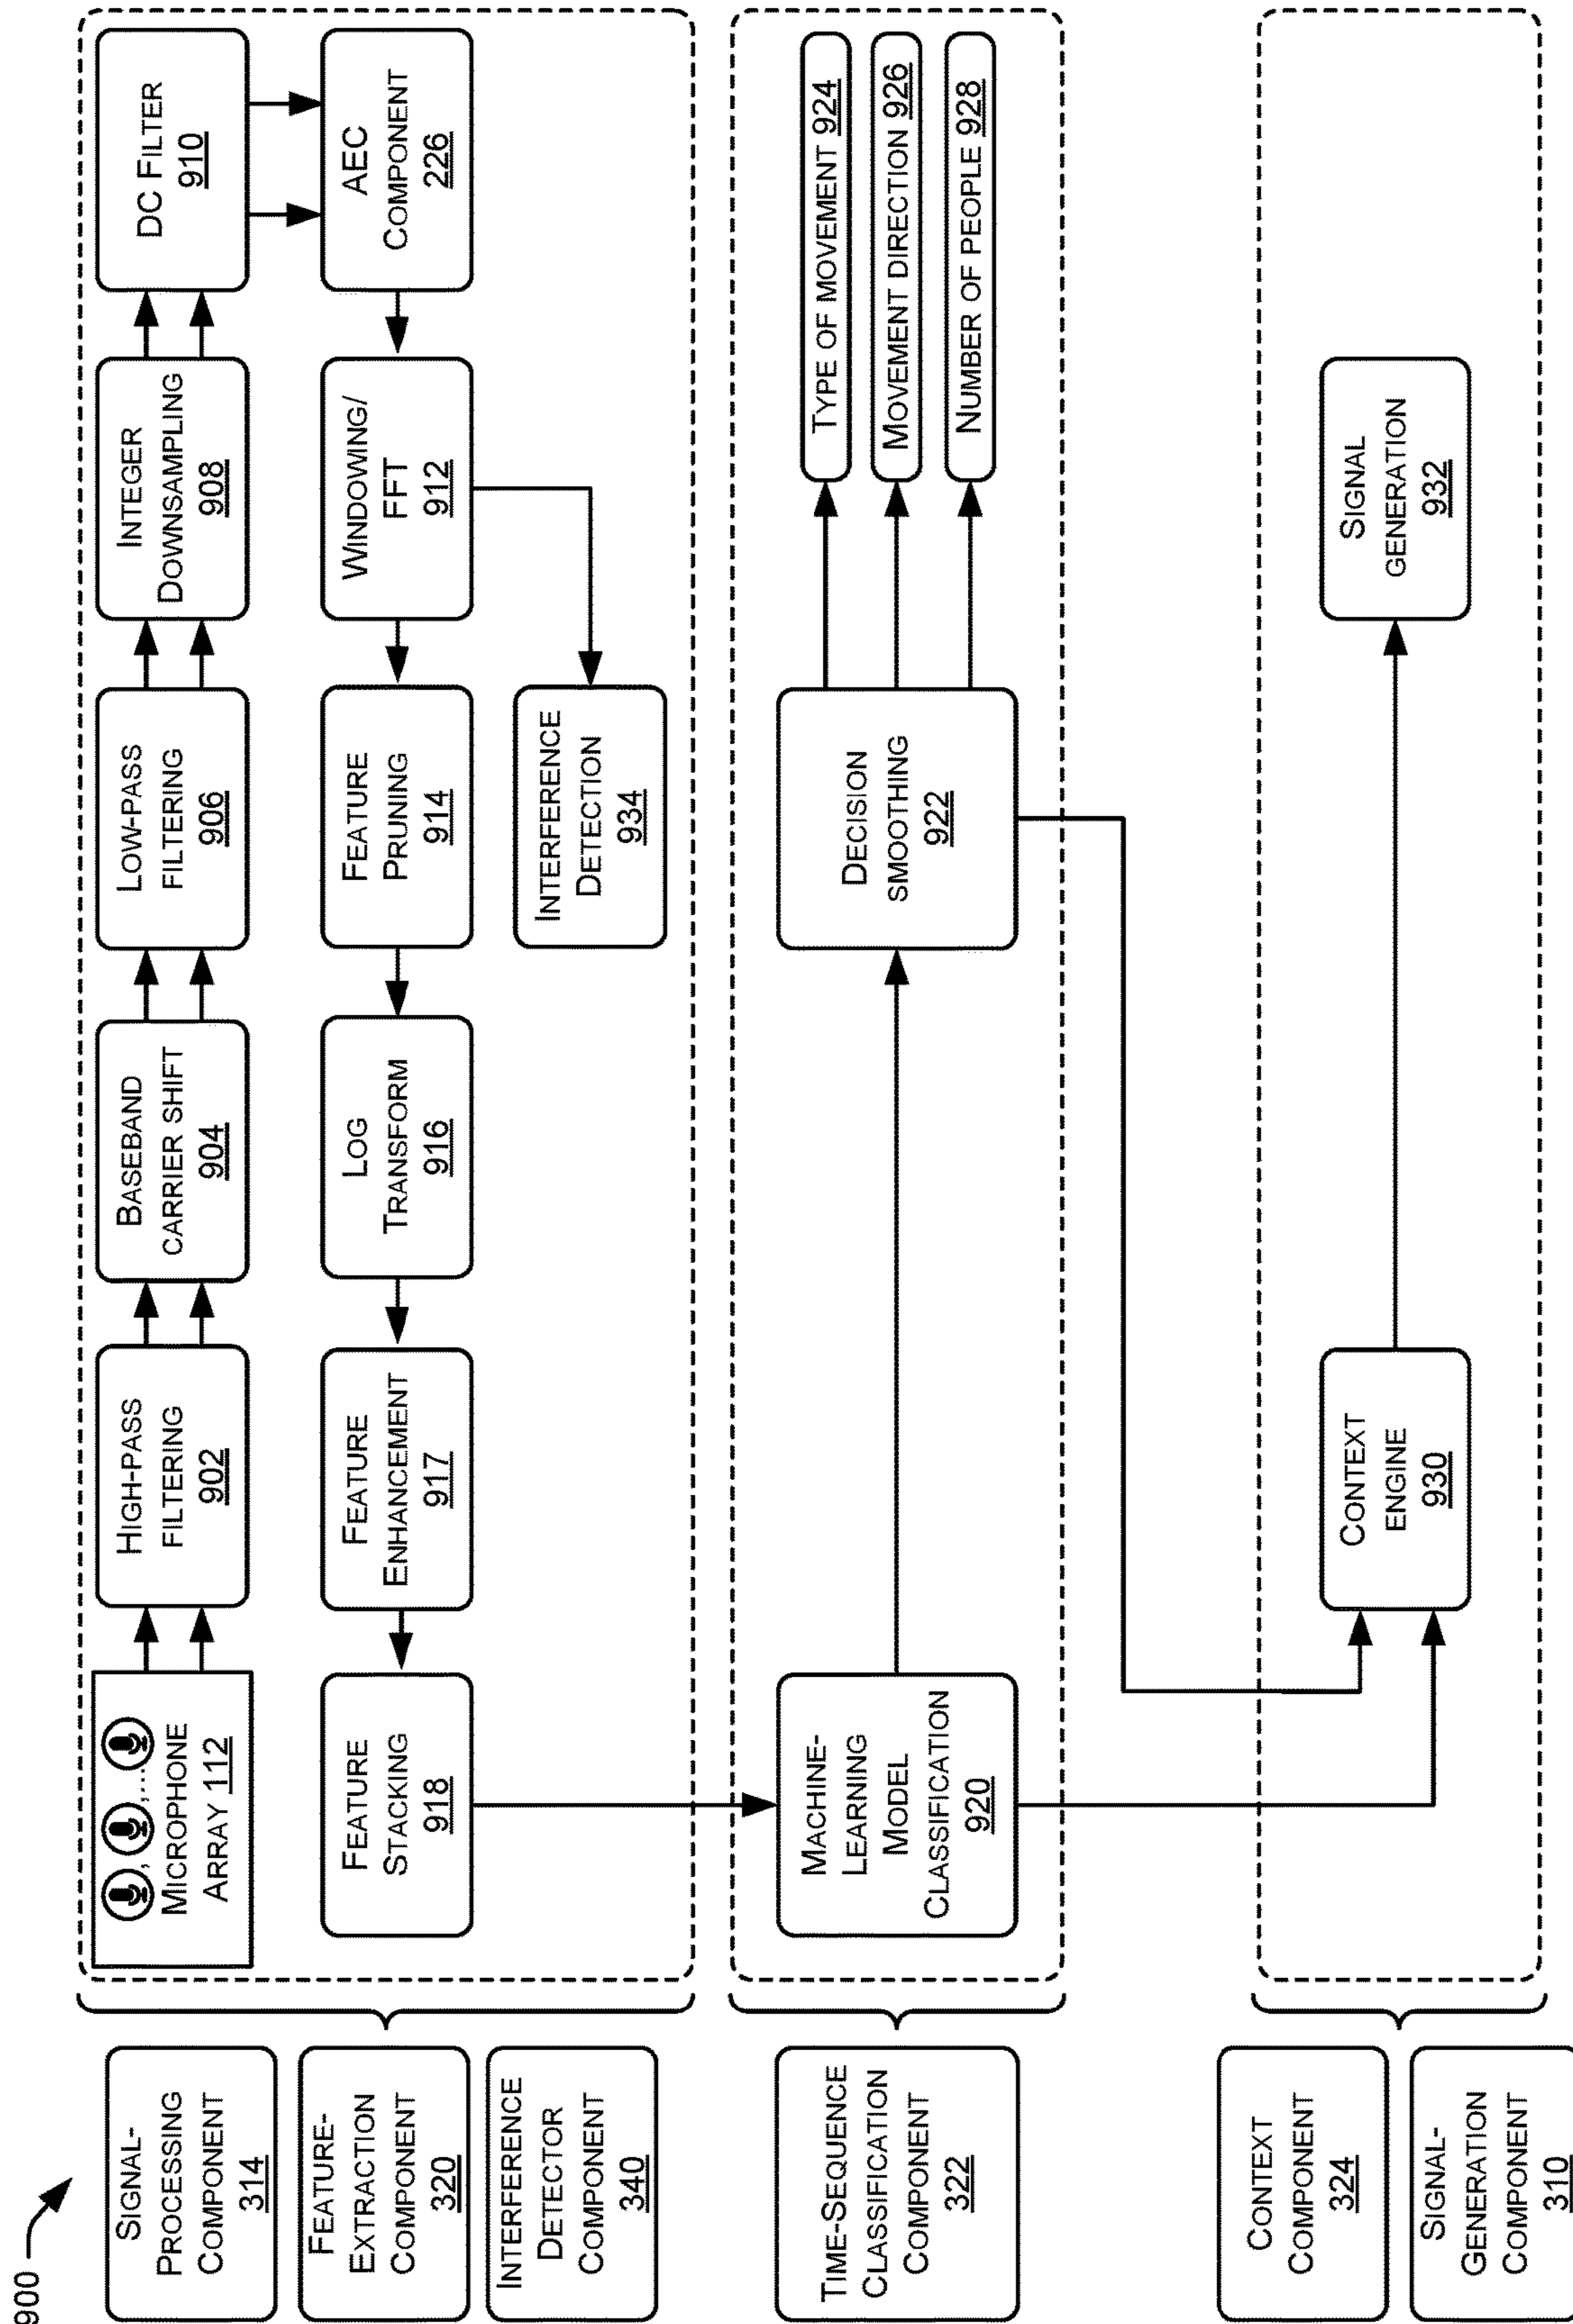 900
SIGNAL-
PROCESSING
COMPONENT
314
FEATURE-
EXTRACTION
COMPONENT
320
INTERFERENCE
DETECTOR
COMPONENT
340
MICROPHONE
ARRAY 112
HIGH-PASS
FILTERING
902
BASEBAND
CARRIER SHIFT
904
LOW-PASS
FILTERING
906
INTEGER
DOWNSAMPLING
908
DC FILTER
910
AEC
COMPONENT
226
WINDOWING/
FFT
912
FEATURE
PRUNING
914
LOG
TRANSFORM
916
FEATURE
ENHANCEMENT
917
FEATURE
STACKING
918
INTERFERENCE
DETECTION
934
TIME-SEQUENCE
CLASSIFICATION
COMPONENT
322
MACHINE-
LEARNING
MODEL
CLASSIFICATION
920
DECISION
SMOOTHING
922
TYPE OF MOVEMENT 924
MOVEMENT DIRECTION 926
NUMBER OF PEOPLE 928
CONTEXT
COMPONENT
324
SIGNAL-
GENERATION
COMPONENT
310
CONTEXT
ENGINE
930
SIGNAL
GENERATION
932